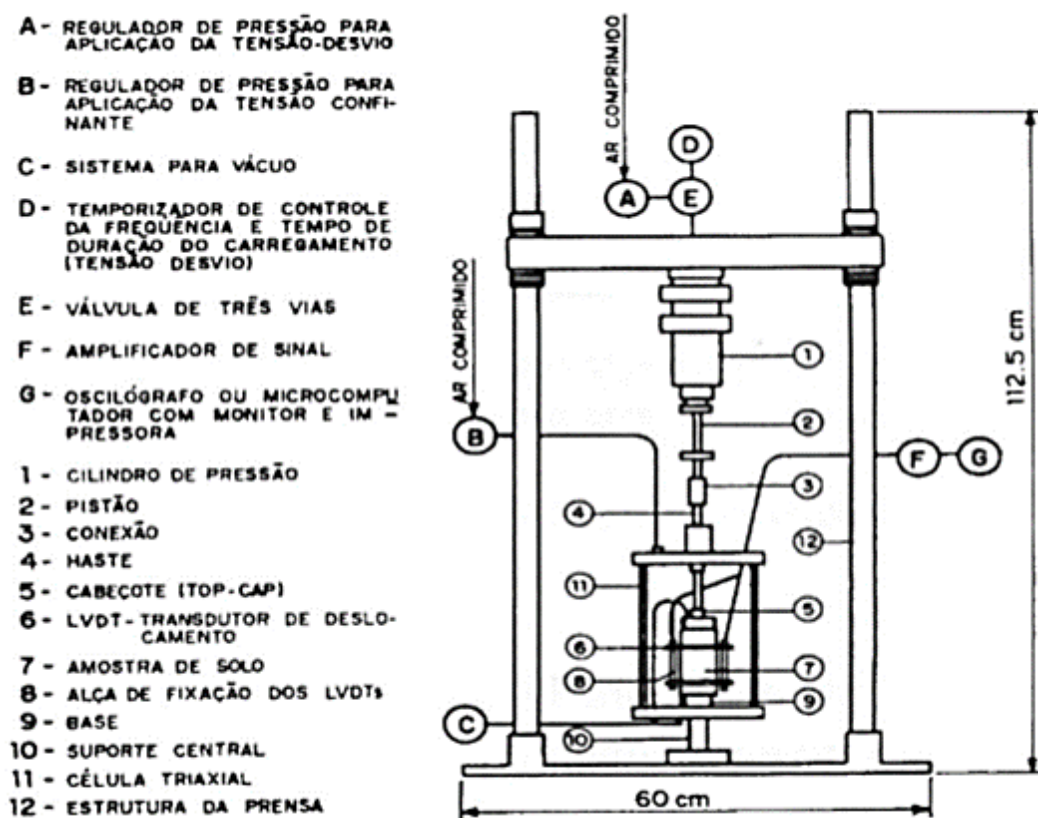 A - REGULADOR DE PRESSÃO PARA
APLICAÇÃO DA TENSÃO-DESVIO
B - REGULADOR DE PRESSÃO PARA
APLICAÇÃO DA TENSÃO CONFI-
NANTE
C - SISTEMA PARA VÁCUO
D - TEMPORIZADOR DE CONTROLE
DA FREQUÊNCIA E TEMPO DE
DURAÇÃO DO CARREGAMENTO
(TENSÃO DESVIO)
E - VÁLVULA DE TRÊS VIAS
F - AMPLIFICADOR DE SINAL
G - OSCILÓGRAFO OU MICROCOMPU
TADOR COM MONITOR E IM -
PRESSORA
1 - CILINDRO DE PRESSÃO
2 - PISTÃO
3 - CONEXÃO
4 - HASTE
5 - CABEÇOTE (TOP-CAP)
6 - LVDT-TRANSDUTOR DE DESLO-
CAMENTO
7 - AMOSTRA DE SOLO
8 - ALÇA DE FIXAÇÃO DOS LVDTs
9 - BASE
10 - SUPORTE CENTRAL
11 - CÉLULA TRIAXIAL
12 - ESTRUTURA DA PRENSA
AR COMPRIMIDO
D
A
E
AR COMPRIMIDO
1
2
B
F
G
3
4
12
11
5
6
7
8
9
C
10
112.5 cm
60 cm